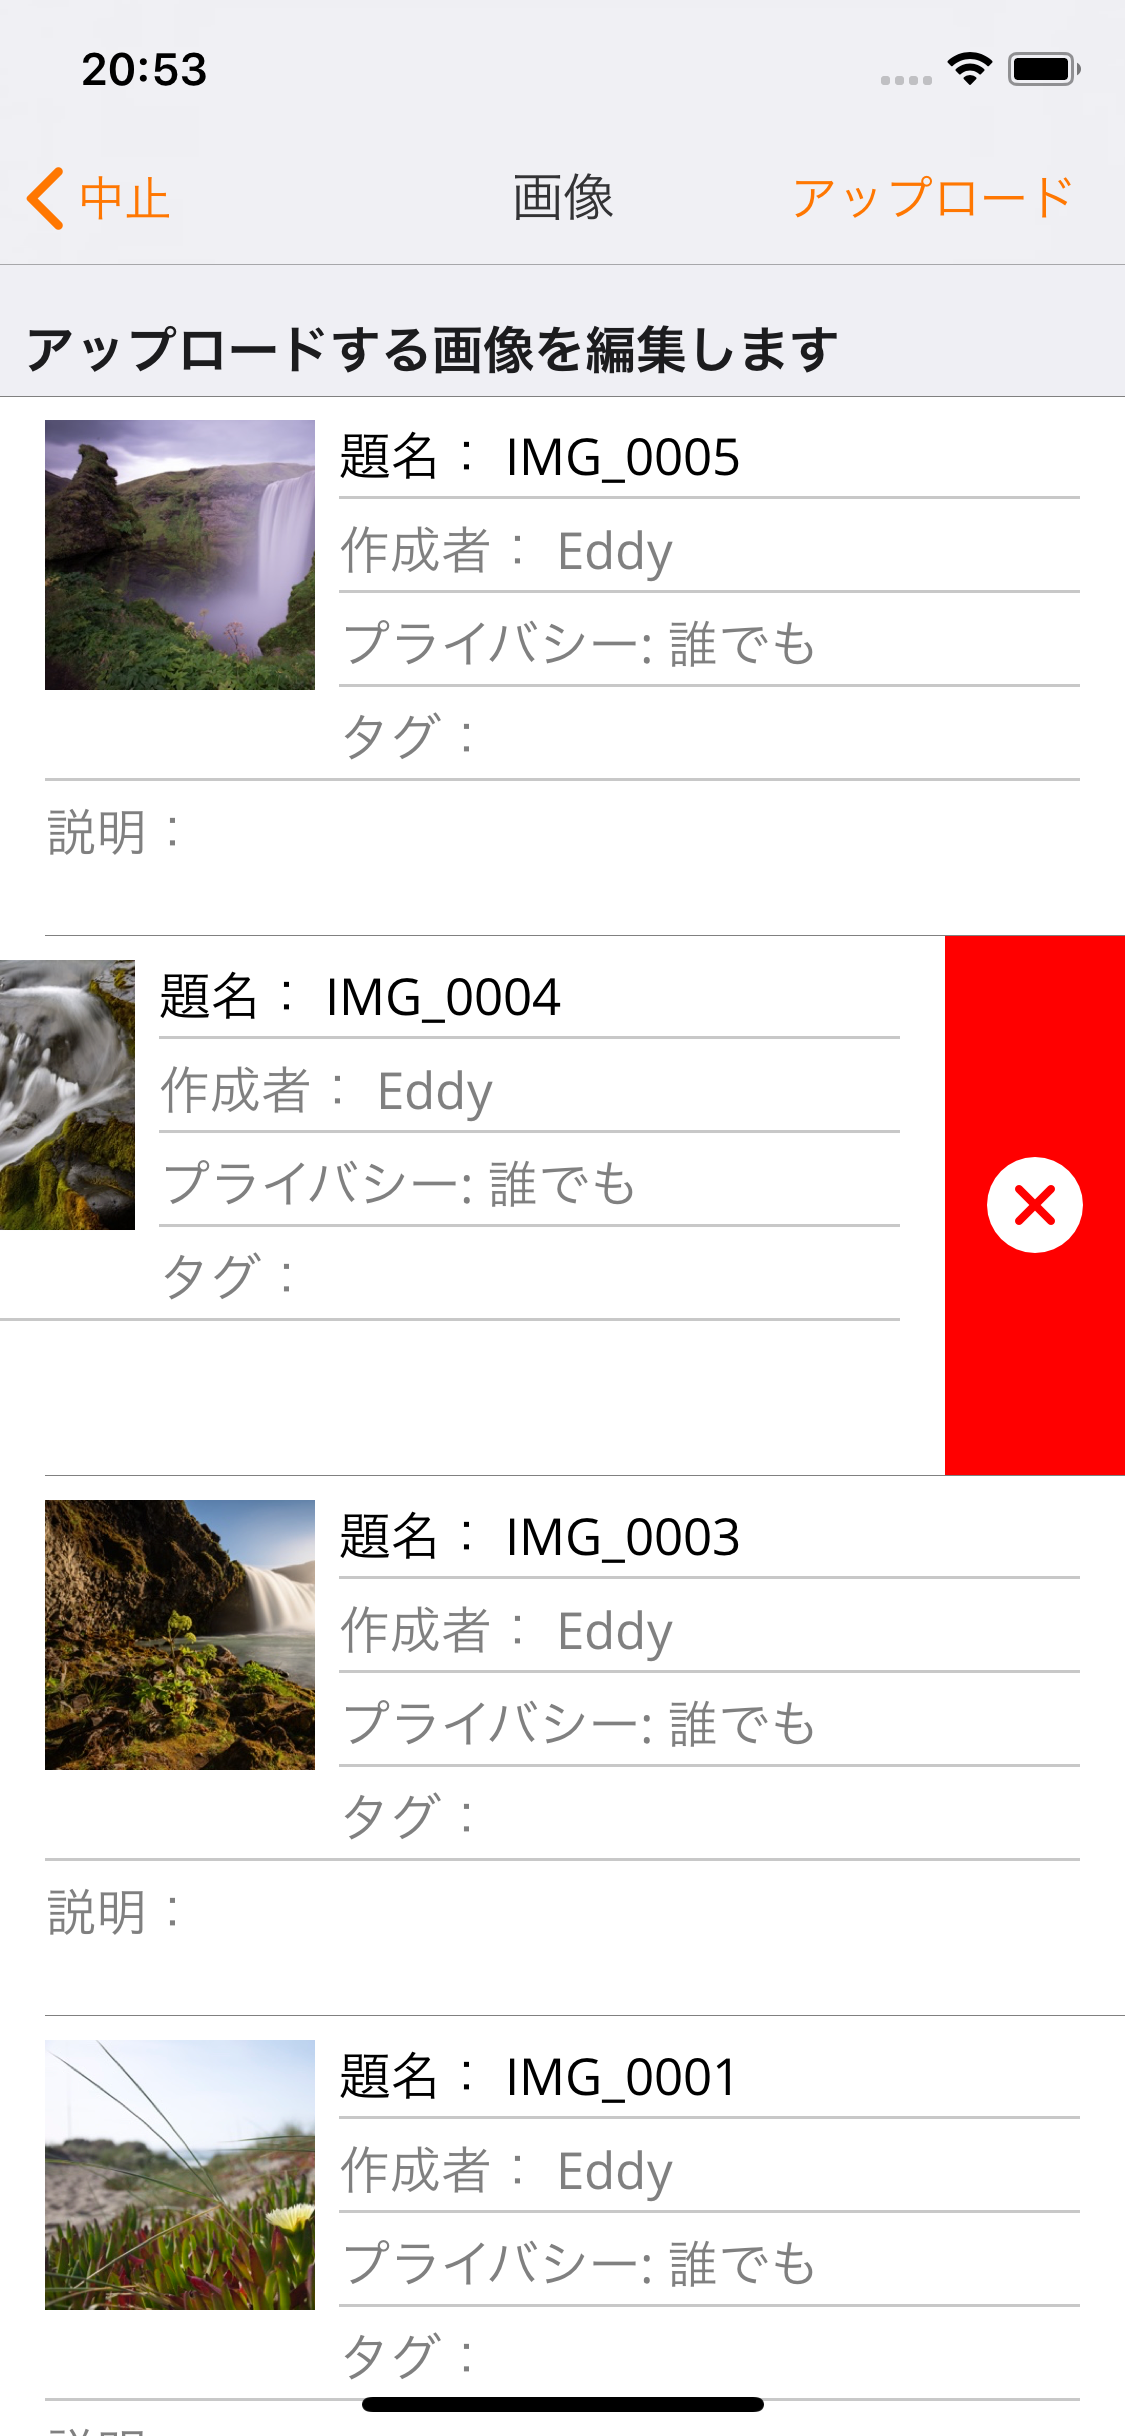 20:53
中止
画像
アップロード
アップロードする画像を編集します
題名： IMG_0005
作成者： Eddy
プライバシー: 誰でも
タグ：
説明：
題名： IMG_0004
作成者： Eddy
プライバシー: 誰でも
タグ：
題名： IMG_0003
作成者： Eddy
プライバシー: 誰でも
タグ：
説明：
題名： IMG_0001
作成者： Eddy
プライバシー: 誰でも
タグ：